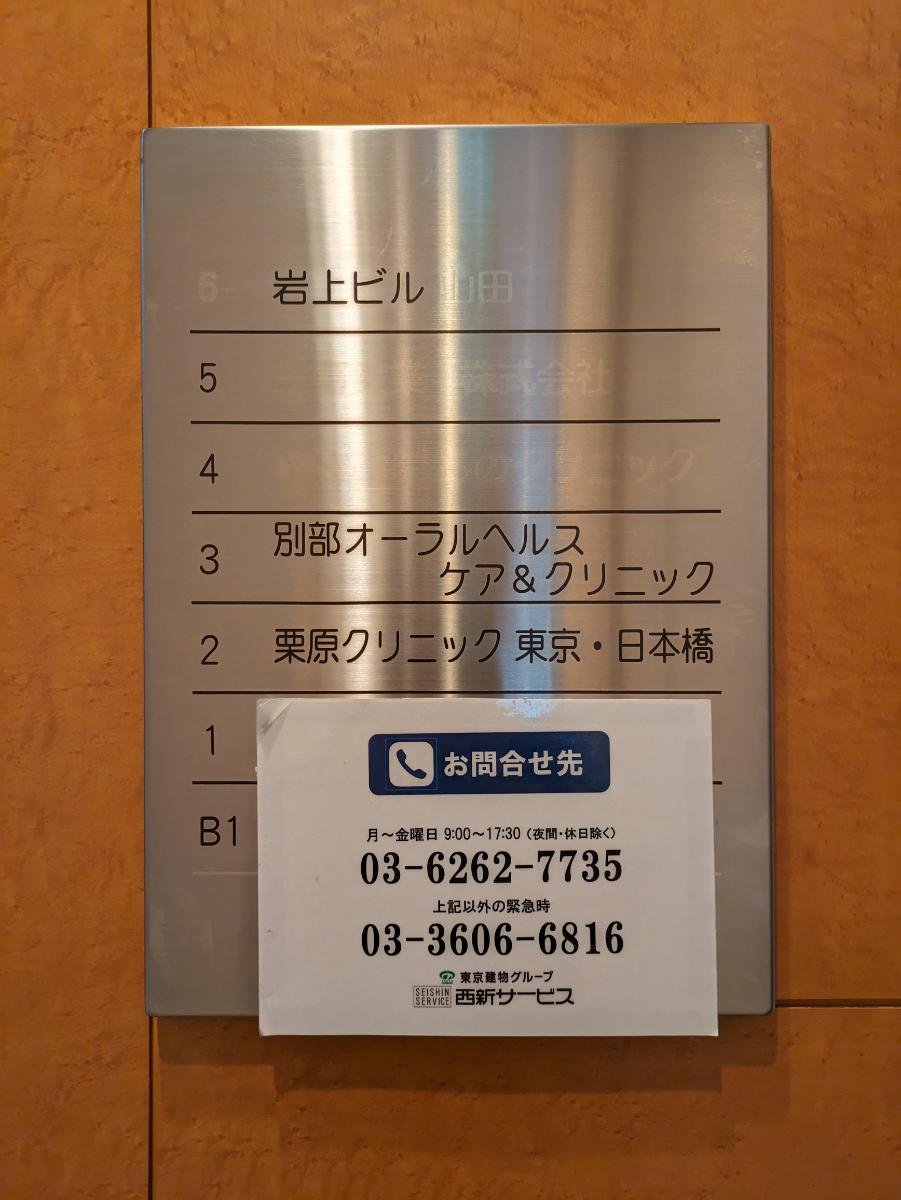 6 岩上ビル 山田
5 株式会社
4 ック
3 別部オーラルヘルス
ケア&クリニック
2 栗原クリニック 東京・日本橋
1
B1
お問合せ先
月～金曜日 9:00～17:30（夜間・休日除く）
03-6262-7735
上記以外の緊急時
03-3606-6816
東京建物グループ
SEISHIN
SERVICE 西新サービス